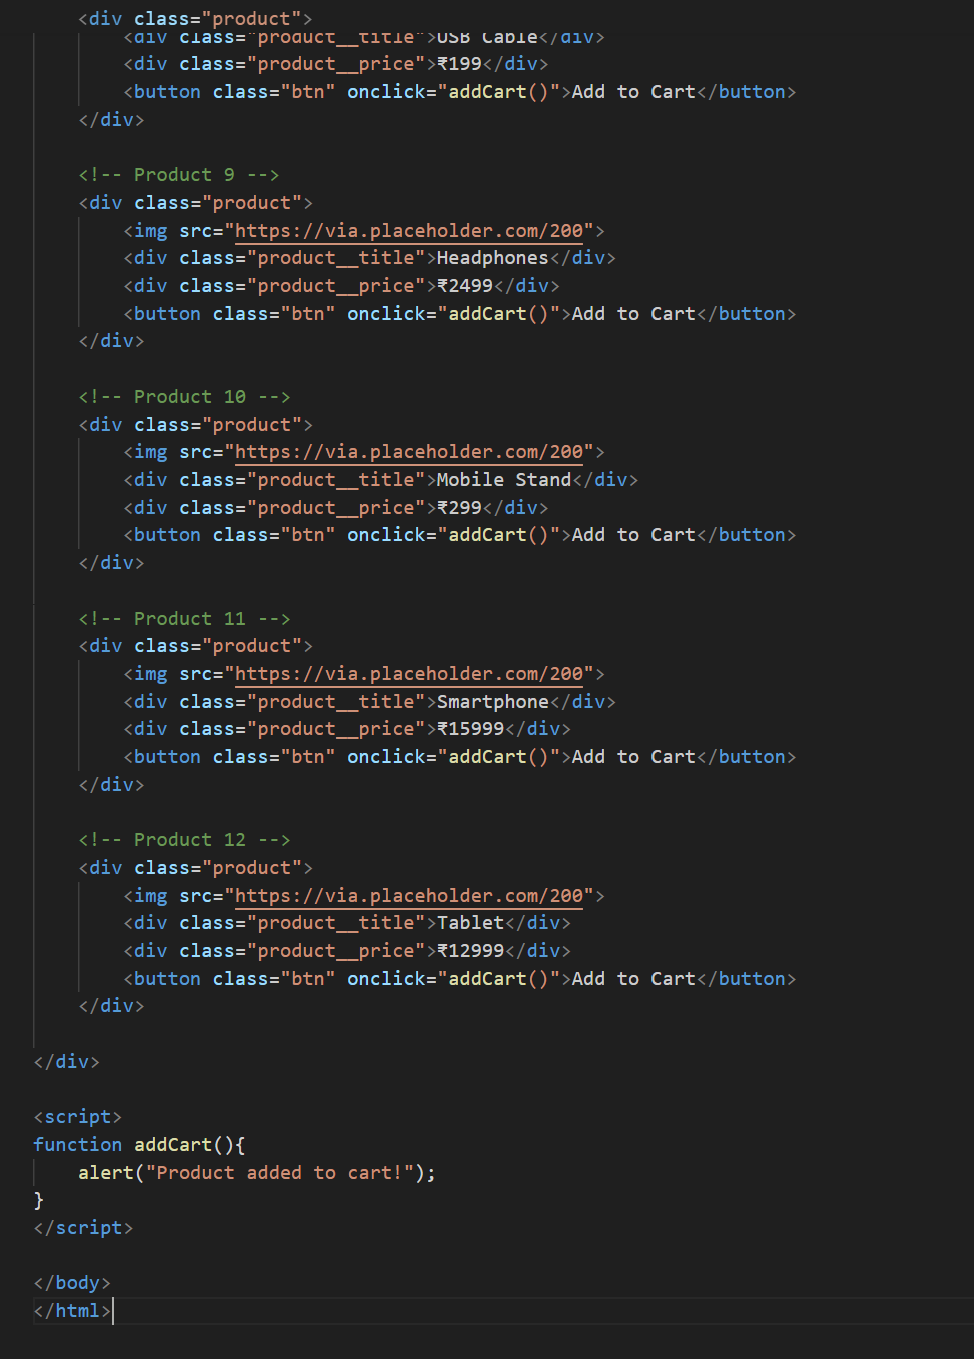 <div class="product">
<div class="product__title">USB Cable</div>
<div class="product__price">₹199</div>
<button class="btn" onclick="addCart()">Add to Cart</button>
</div>
<!-- Product 9 -->
<div class="product">
<img src="https://via.placeholder.com/200">
<div class="product__title">Headphones</div>
<div class="product__price">₹2499</div>
<button class="btn" onclick="addCart()">Add to Cart</button>
</div>
<!-- Product 10 -->
<div class="product">
<img src="https://via.placeholder.com/200">
<div class="product__title">Mobile Stand</div>
<div class="product__price">₹299</div>
<button class="btn" onclick="addCart()">Add to Cart</button>
</div>
<!-- Product 11 -->
<div class="product">
<img src="https://via.placeholder.com/200">
<div class="product__title">Smartphone</div>
<div class="product__price">₹15999</div>
<button class="btn" onclick="addCart()">Add to Cart</button>
</div>
<!-- Product 12 -->
<div class="product">
<img src="https://via.placeholder.com/200">
<div class="product__title">Tablet</div>
<div class="product__price">₹12999</div>
<button class="btn" onclick="addCart()">Add to Cart</button>
</div>
</div>
<script>
function addCart(){
alert("Product added to cart!");
}
</script>
</body>
</html>